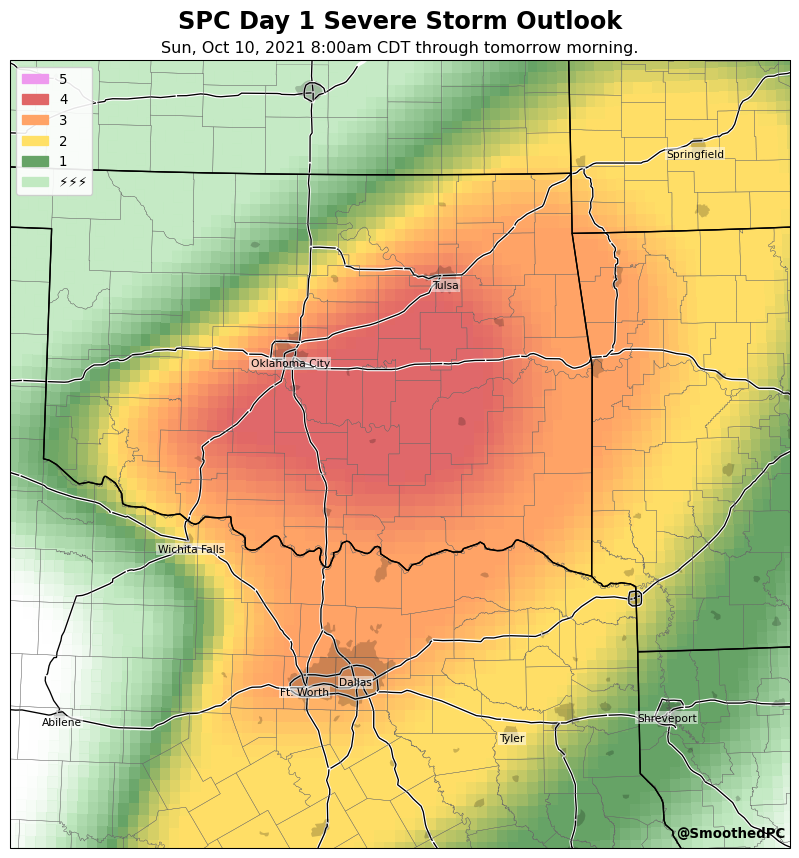 SPC Day 1 Severe Storm Outlook
Sun, Oct 10, 2021 8:00am CDT through tomorrow morning.
5
4
3
2
1
⚡⚡⚡
Springfield
Tulsa
Oklahoma City
Wichita Falls
Dallas
Ft. Worth
Shreveport
Abilene
Tyler
@SmoothedPC